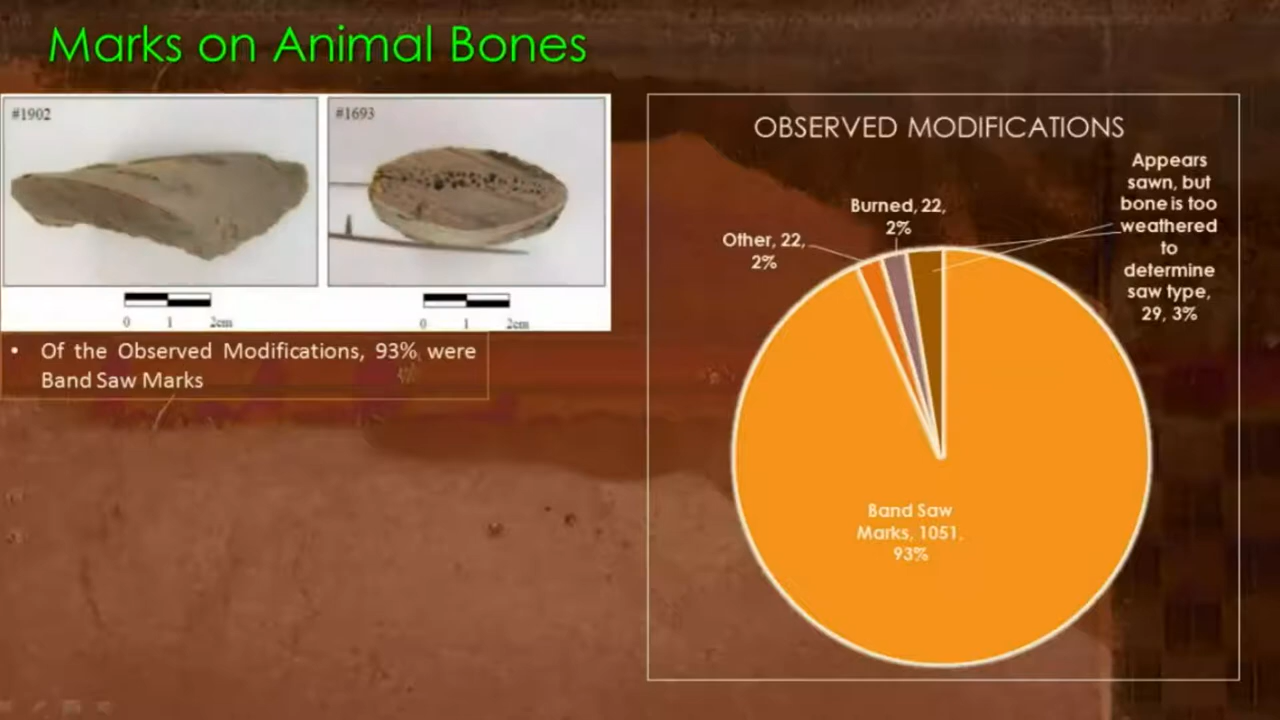 Marks on Animal Bones
#1902
#1693
0 1 2cm
0 1 2cm
• Of the Observed Modifications, 93% were
Band Saw Marks
OBSERVED MODIFICATIONS
Other, 22,
2%
Burned, 22,
2%
Appears
sawn, but
bone is too
weathered
to
determine
saw type,
29, 3%
Band Saw
Marks, 1051,
93%